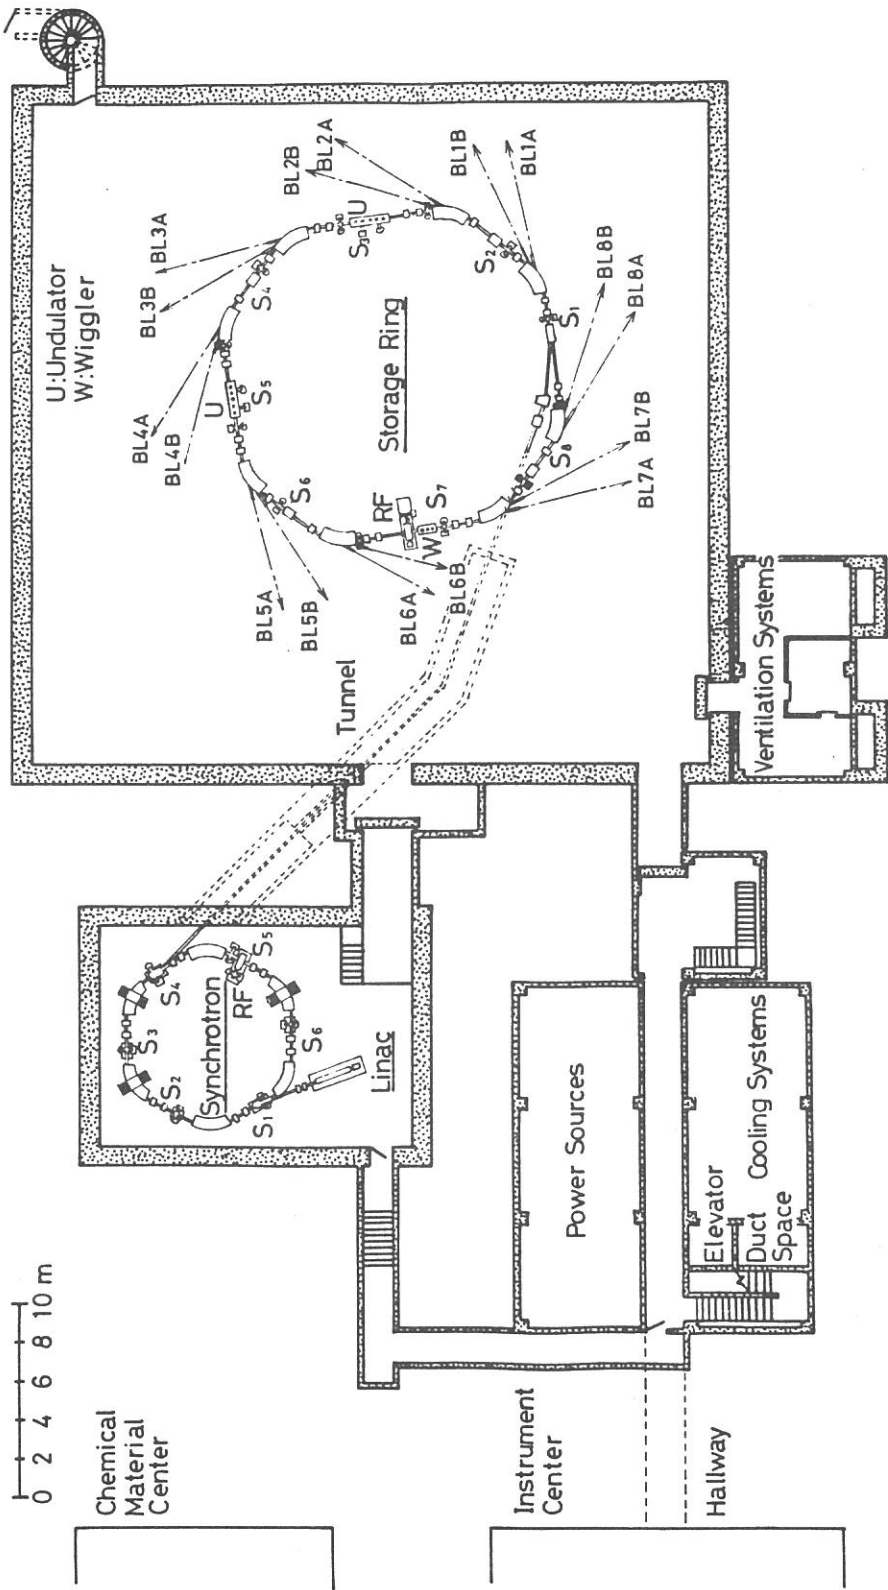 0 2 4 6 8 10 m
Chemical
Material
Center
Instrument
Center
Hallway
S₁
S₂
S₃
S₄
S₅
S₆
RF
Synchrotron
Linac
Power Sources
Elevator
Duct
Space
Cooling Systems
Ventilation Systems
Tunnel
U:Undulator
W:Wiggler
Storage Ring
BL1A
BL1B
BL2A
BL2B
BL3A
BL3B
BL4A
BL4B
BL5A
BL5B
BL6A
BL6B
BL7A
BL7B
BL8A
BL8B
S₁
S₂
S₃
S₄
S₅
S₆
S₇
S₈
U
U
W
RF